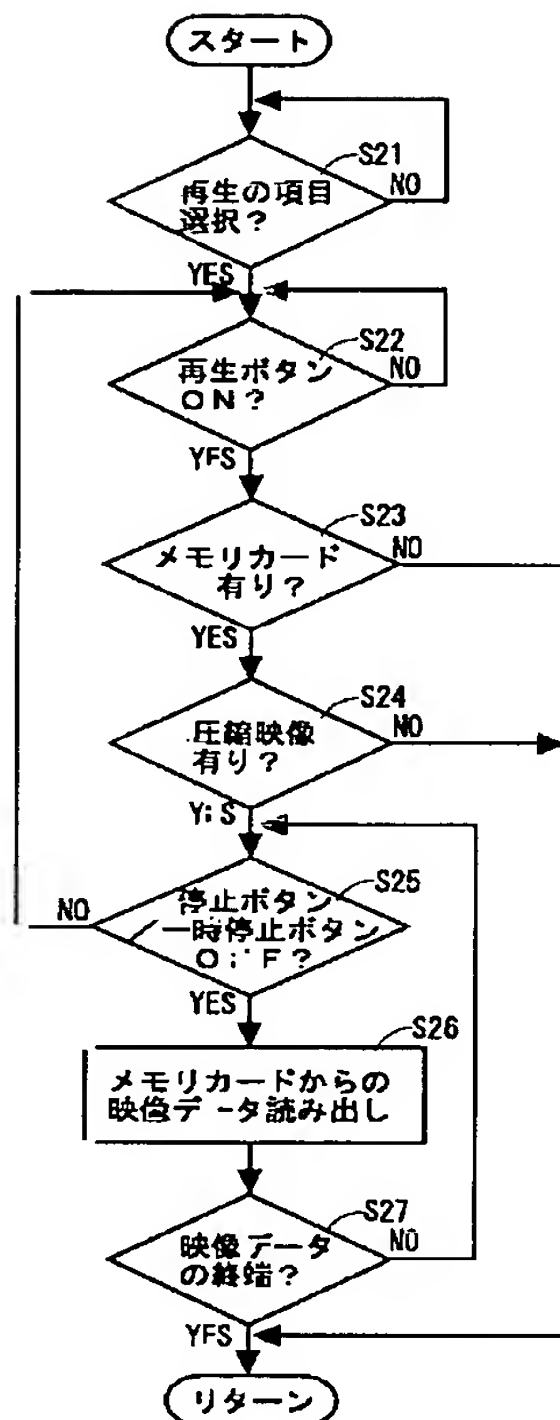 スタート
S21
再生の項目
選択？
NO
YES
S22
再生ボタン
ＯＮ？
NO
YES
S23
メモリカード
有り？
NO
YES
S24
圧縮映像
有り？
NO
YES
S25
停止ボタン
一時停止ボタン
ＯＦＦ？
NO
YES
S26
メモリカードからの
映像データ読み出し
S27
映像データ
の終端？
NO
YES
リターン